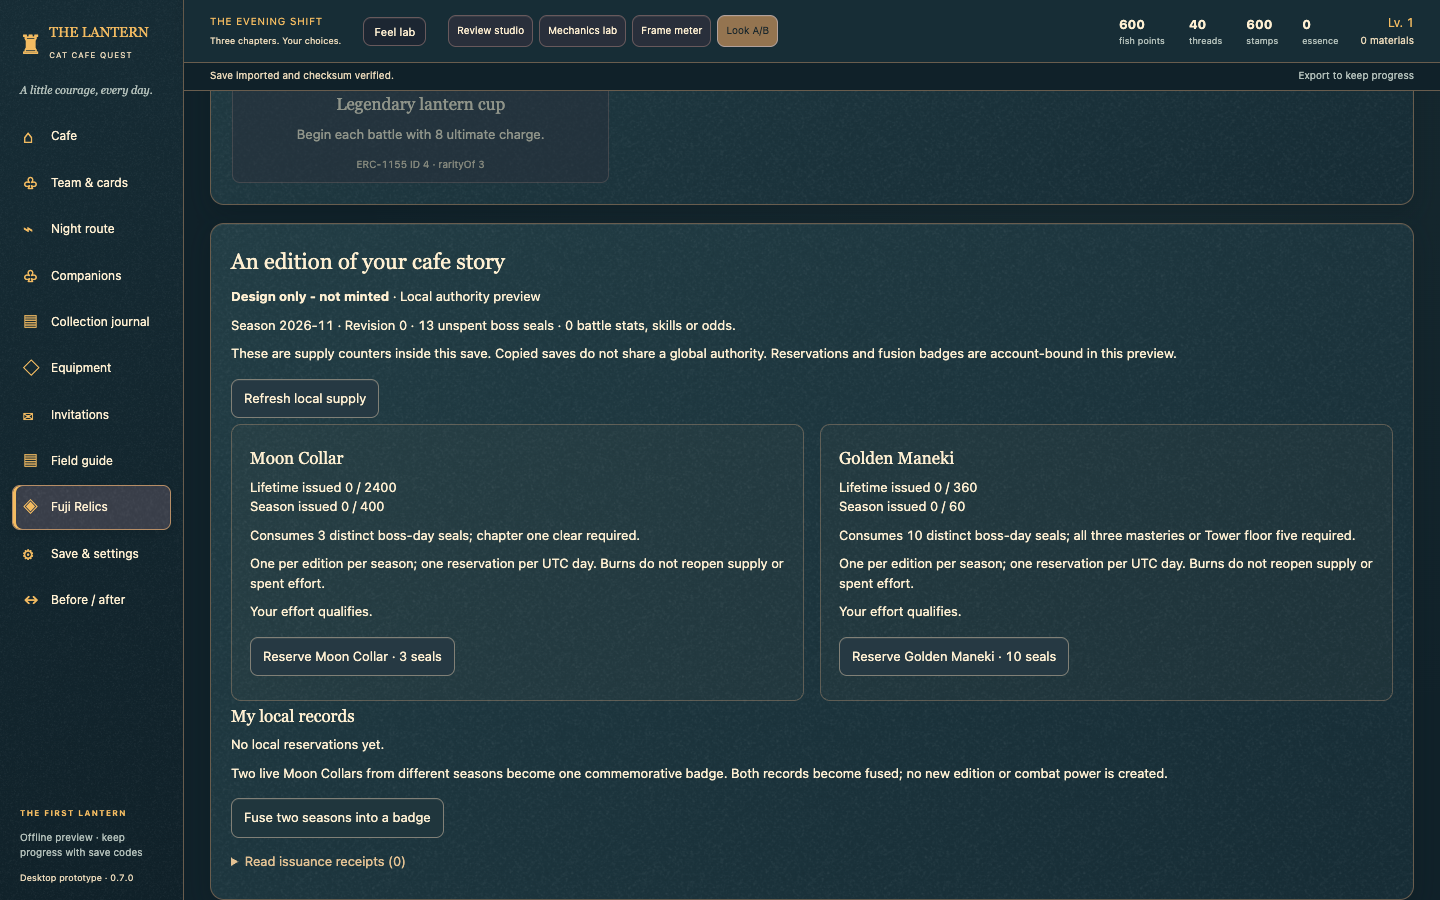 THE LANTERN
CAT CAFE QUEST
A little courage, every day.
Cafe
Team & cards
Night route
Companions
Collection journal
Equipment
Invitations
Field guide
Fuji Relics
Save & settings
Before / after
THE FIRST LANTERN
Offline preview · keep
progress with save codes
Desktop prototype · 0.7.0
THE EVENING SHIFT
Three chapters. Your choices.
Feel lab
Review studio
Mechanics lab
Frame meter
Look A/B
600 fish points
40 threads
600 stamps
0 essence
Lv. 1
0 materials
Save imported and checksum verified.
Export to keep progress
Legendary lantern cup
Begin each battle with 8 ultimate charge.
ERC-1155 ID 4 · rarityOf 3
An edition of your cafe story
Design only - not minted · Local authority preview
Season 2026-11 · Revision 0 · 13 unspent boss seals · 0 battle stats, skills or odds.
These are supply counters inside this save. Copied saves do not share a global authority. Reservations and fusion badges are account-bound in this preview.
Refresh local supply
Moon Collar
Lifetime issued 0 / 2400
Season issued 0 / 400
Consumes 3 distinct boss-day seals; chapter one clear required.
One per edition per season; one reservation per UTC day. Burns do not reopen supply or
spent effort.
Your effort qualifies.
Reserve Moon Collar · 3 seals
Golden Maneki
Lifetime issued 0 / 360
Season issued 0 / 60
Consumes 10 distinct boss-day seals; all three masteries or Tower floor five required.
One per edition per season; one reservation per UTC day. Burns do not reopen supply or
spent effort.
Your effort qualifies.
Reserve Golden Maneki · 10 seals
My local records
No local reservations yet.
Two live Moon Collars from different seasons become one commemorative badge. Both records become fused; no new edition or combat power is created.
Fuse two seasons into a badge
Read issuance receipts (0)